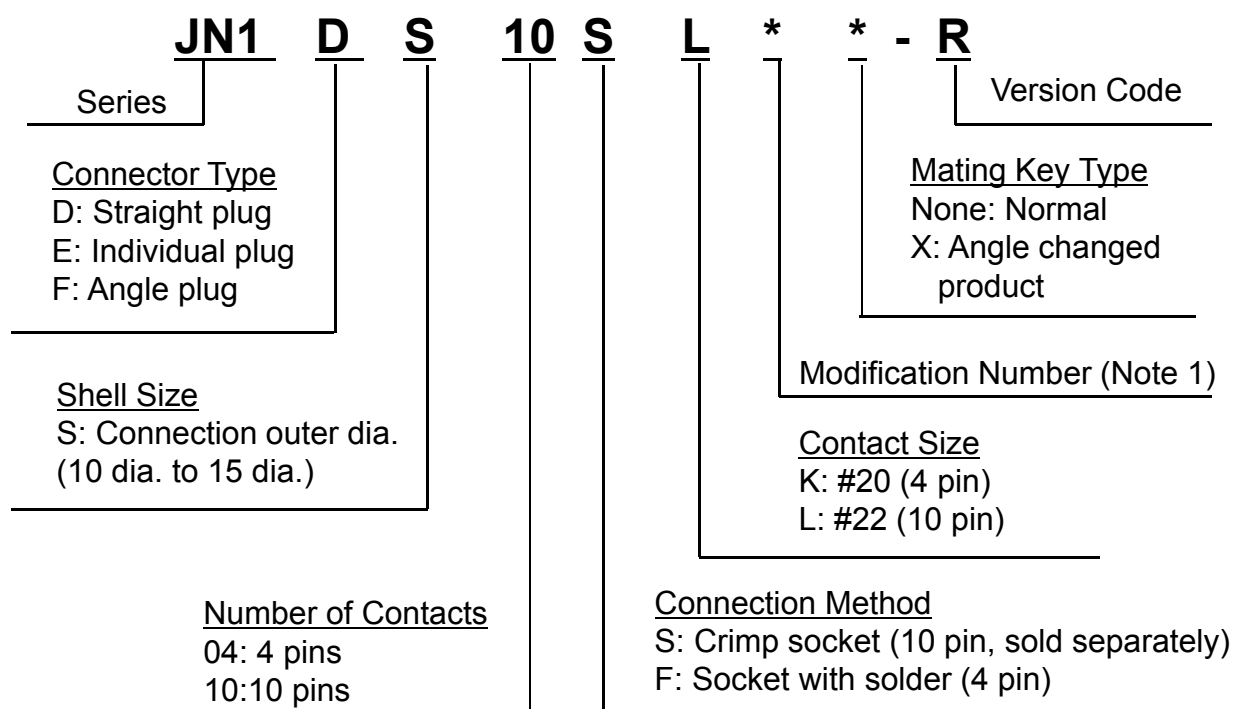 JN1 D S 10 S L * * - R
Series
Version Code
Connector Type
D: Straight plug
E: Individual plug
F: Angle plug
Mating Key Type
None: Normal
X: Angle changed
product
Shell Size
S: Connection outer dia.
(10 dia. to 15 dia.)
Modification Number (Note 1)
Contact Size
K: #20 (4 pin)
L: #22 (10 pin)
Number of Contacts
04: 4 pins
10:10 pins
Connection Method
S: Crimp socket (10 pin, sold separately)
F: Socket with solder (4 pin)